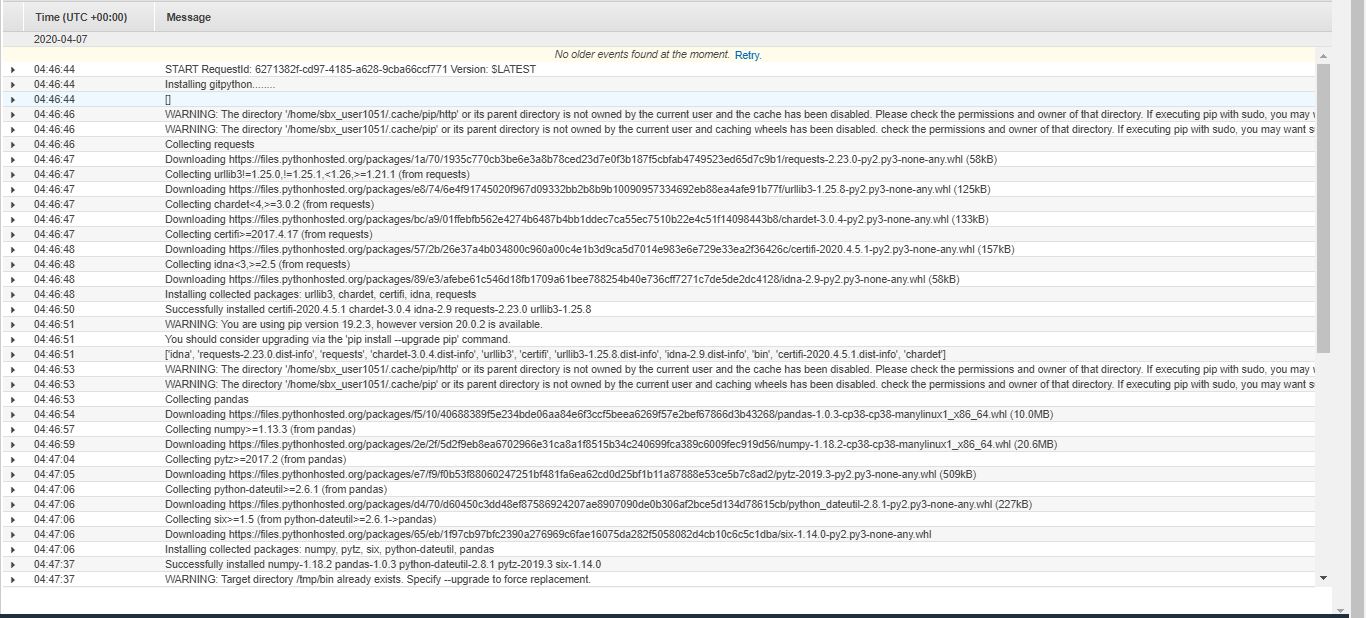 Time (UTC +00:00) Message
2020-04-07
No older events found at the moment. Retry.
04:46:44 START RequestId: 6271382f-cd97-4185-a628-9cba66ccf771 Version: $LATEST
04:46:44 Installing gitpython........
04:46:44 []
04:46:46 WARNING: The directory '/home/sbx_user1051/.cache/pip/http' or its parent directory is not owned by the current user and the cache has been disabled. Please check the permissions and owner of that directory. If executing pip with sudo, you may
04:46:46 WARNING: The directory '/home/sbx_user1051/.cache/pip' or its parent directory is not owned by the current user and caching wheels has been disabled. check the permissions and owner of that directory. If executing pip with sudo, you may want s
04:46:46 Collecting requests
04:46:47 Downloading https://files.pythonhosted.org/packages/1a/70/1935c770cb3be6e3a8b78ced23d7e0f3b187f5cbfab4749523ed65d7c9b1/requests-2.23.0-py2.py3-none-any.whl (58kB)
04:46:47 Collecting urllib3!=1.25.0,!=1.25.1,<1.26,>=1.21.1 (from requests)
04:46:47 Downloading https://files.pythonhosted.org/packages/e8/74/6e4f91745020f967d09332bb2b8b9b10090957334692eb88ea4afe91b77f/urllib3-1.25.8-py2.py3-none-any.whl (125kB)
04:46:47 Collecting chardet<4,>=3.0.2 (from requests)
04:46:47 Downloading https://files.pythonhosted.org/packages/bc/a9/01ffebfb562e4274b6487b4bb1ddec7ca55ec7510b22e4c51f14098443b8/chardet-3.0.4-py2.py3-none-any.whl (133kB)
04:46:47 Collecting certifi>=2017.4.17 (from requests)
04:46:48 Downloading https://files.pythonhosted.org/packages/57/2b/26e37a4b034800c960a00c4e1b3d9ca5d7014e983e6e729e33ea2f36426c/certifi-2020.4.5.1-py2.py3-none-any.whl (157kB)
04:46:48 Collecting idna<3,>=2.5 (from requests)
04:46:48 Downloading https://files.pythonhosted.org/packages/89/e3/afebe61c546d18fb1709a61bee788254b40e736cff7271c7de5de2dc4128/idna-2.9-py2.py3-none-any.whl (58kB)
04:46:48 Installing collected packages: urllib3, chardet, certifi, idna, requests
04:46:50 Successfully installed certifi-2020.4.5.1 chardet-3.0.4 idna-2.9 requests-2.23.0 urllib3-1.25.8
04:46:51 WARNING: You are using pip version 19.2.3, however version 20.0.2 is available.
04:46:51 You should consider upgrading via the 'pip install --upgrade pip' command.
04:46:51 ['idna', 'requests-2.23.0.dist-info', 'requests', 'chardet-3.0.4.dist-info', 'urllib3', 'certifi', 'urllib3-1.25.8.dist-info', 'idna-2.9.dist-info', 'bin', 'certifi-2020.4.5.1.dist-info', 'chardet']
04:46:53 WARNING: The directory '/home/sbx_user1051/.cache/pip/http' or its parent directory is not owned by the current user and the cache has been disabled. Please check the permissions and owner of that directory. If executing pip with sudo, you may
04:46:53 WARNING: The directory '/home/sbx_user1051/.cache/pip' or its parent directory is not owned by the current user and caching wheels has been disabled. check the permissions and owner of that directory. If executing pip with sudo, you may want s
04:46:53 Collecting pandas
04:46:54 Downloading https://files.pythonhosted.org/packages/f5/10/40688389f5e234bde06aa84e6f3ccf5beea6269f57e2bef67866d3b43268/pandas-1.0.3-cp38-cp38-manylinux1_x86_64.whl (10.0MB)
04:46:57 Collecting numpy>=1.13.3 (from pandas)
04:46:59 Downloading https://files.pythonhosted.org/packages/2e/2f/5d2f9eb8ea6702966e31ca8a1f8515b34c240699fca389c6009fec919d56/numpy-1.18.2-cp38-cp38-manylinux1_x86_64.whl (20.6MB)
04:47:04 Collecting pytz>=2017.2 (from pandas)
04:47:05 Downloading https://files.pythonhosted.org/packages/e7/f9/f0b53f88060247251bf481fa6ea62cd0d25bf1b11a87888e53ce5b7c8ad2/pytz-2019.3-py2.py3-none-any.whl (509kB)
04:47:06 Collecting python-dateutil>=2.6.1 (from pandas)
04:47:06 Downloading https://files.pythonhosted.org/packages/d4/70/d60450c3dd48ef87586924207ae8907090de0b306af2bce5d134d78615cb/python_dateutil-2.8.1-py2.py3-none-any.whl (227kB)
04:47:06 Collecting six>=1.5 (from python-dateutil>=2.6.1->pandas)
04:47:06 Downloading https://files.pythonhosted.org/packages/65/eb/1f97cb97bfc2390a276969c6fae16075da282f5058082d4cb10c6c5c1dba/six-1.14.0-py2.py3-none-any.whl
04:47:06 Installing collected packages: numpy, pytz, six, python-dateutil, pandas
04:47:37 Successfully installed numpy-1.18.2 pandas-1.0.3 python-dateutil-2.8.1 pytz-2019.3 six-1.14.0
04:47:37 WARNING: Target directory /tmp/bin already exists. Specify --upgrade to force replacement.